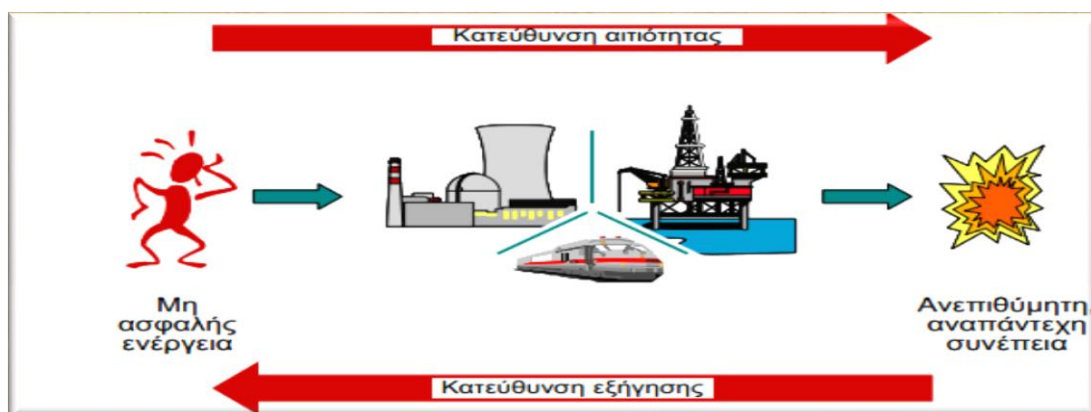 Κατεύθυνση αιτιότητας
Μη
ασφαλής
ενέργεια
Ανεπιθύμητη,
αναπάντεχη
συνέπεια
Κατεύθυνση εξήγησης